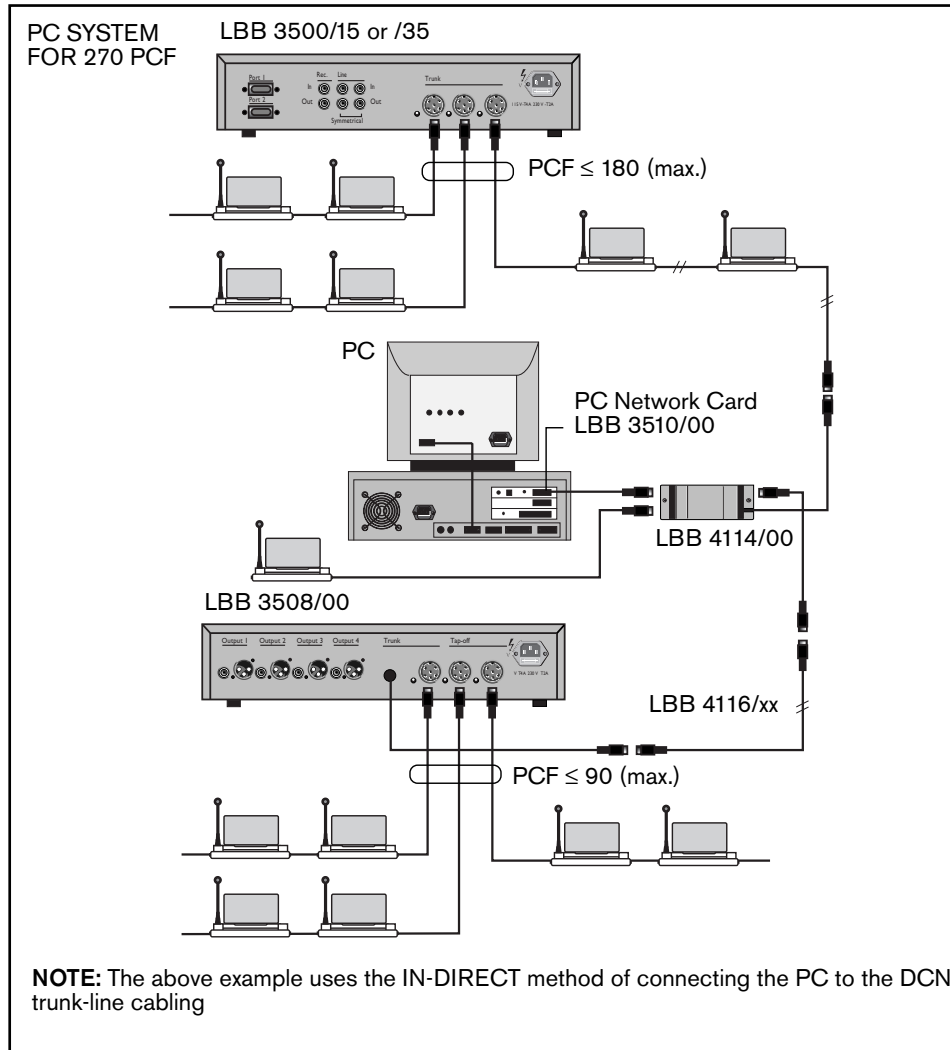 PC SYSTEM
FOR 270 PCF
LBB 3500/15 or /35
Port 1
Port 2
Rec. Line
In In
Out Out
Symmetrical
Trunk
PCF ≤ 180 (max.)
PC
PC Network Card
LBB 3510/00
LBB 4114/00
LBB 3508/00
Output 1 Output 2 Output 3 Output 4 Trunk Tap-off
LBB 4116/xx
PCF ≤ 90 (max.)
NOTE: The above example uses the IN-DIRECT method of connecting the PC to the DCN
trunk-line cabling